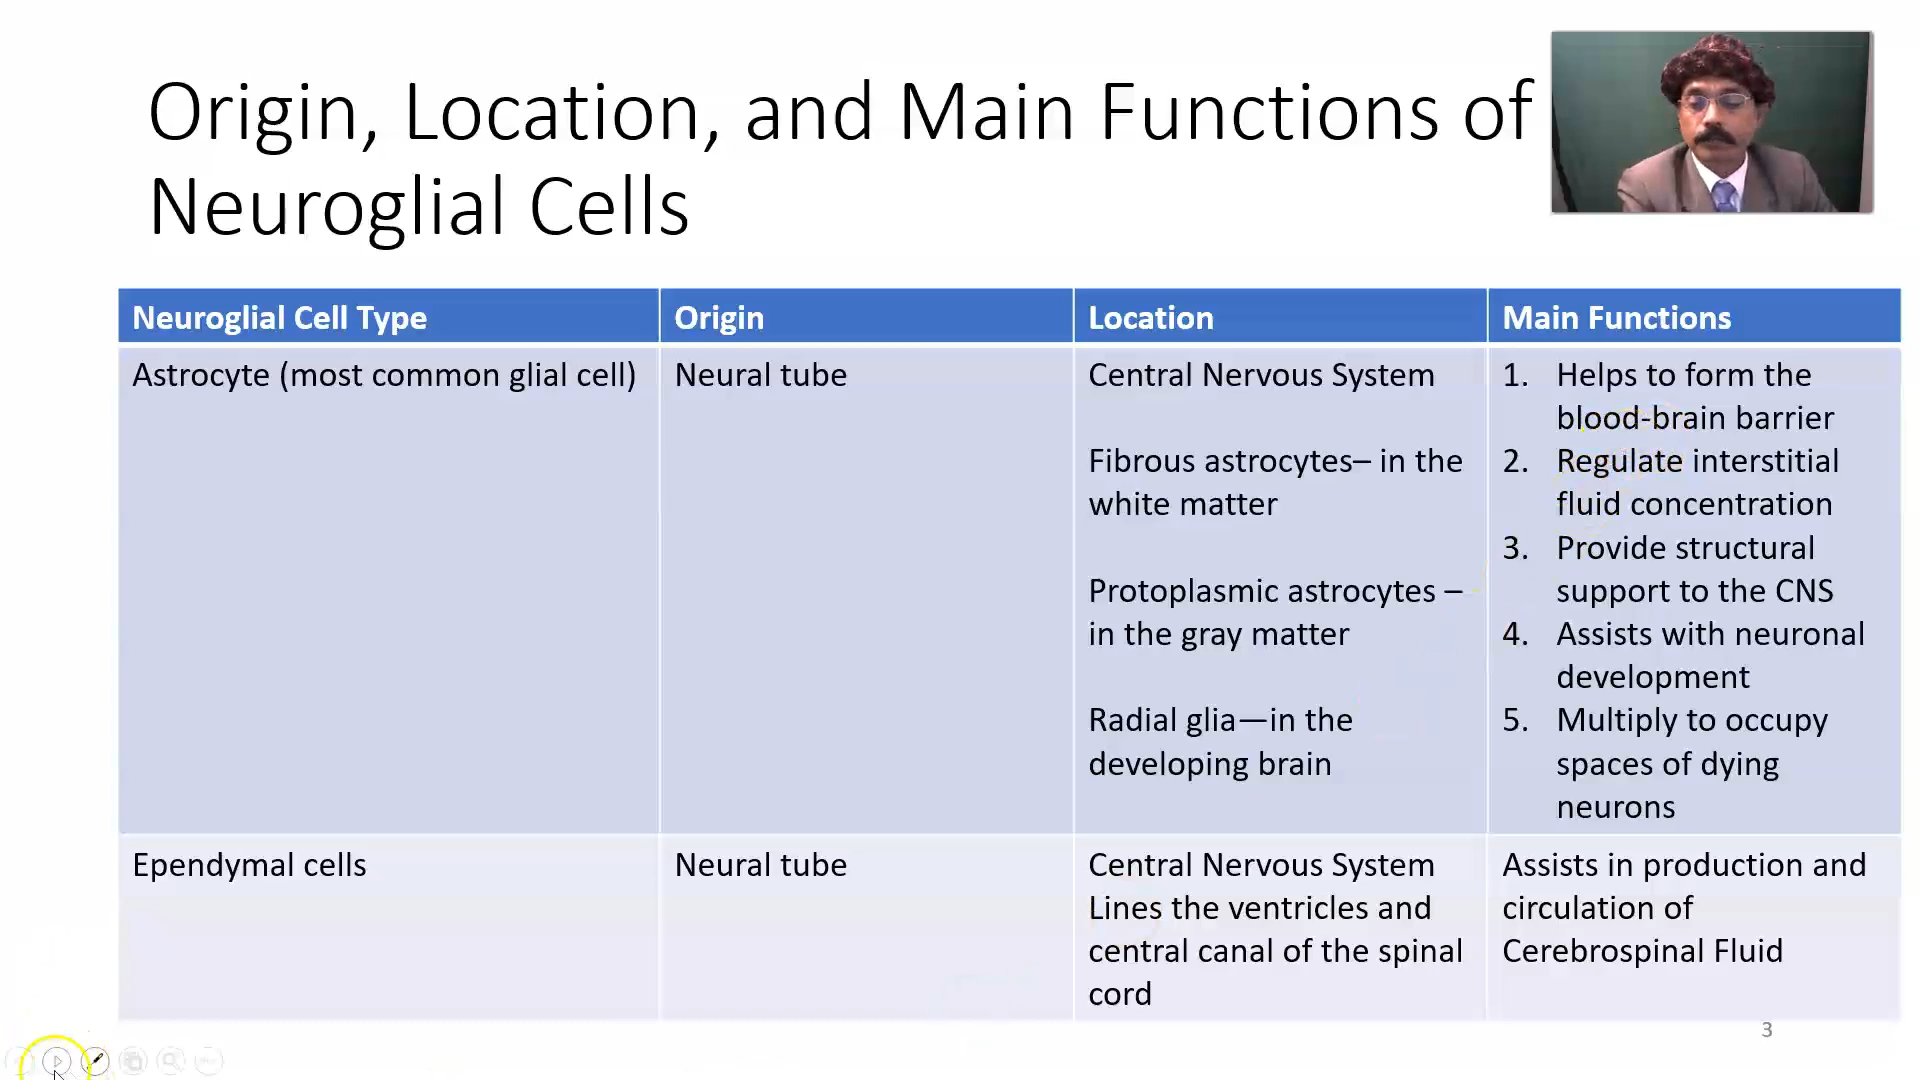 Origin, Location, and Main Functions of
Neuroglial Cells
Neuroglial Cell Type
Origin
Location
Main Functions
Astrocyte (most common glial cell)
Neural tube
Central Nervous System
Fibrous astrocytes– in the
white matter
Protoplasmic astrocytes –
in the gray matter
Radial glia—in the
developing brain
1. Helps to form the
blood-brain barrier
2. Regulate interstitial
fluid concentration
3. Provide structural
support to the CNS
4. Assists with neuronal
development
5. Multiply to occupy
spaces of dying
neurons
Ependymal cells
Neural tube
Central Nervous System
Lines the ventricles and
central canal of the spinal
cord
Assists in production and
circulation of
Cerebrospinal Fluid
3